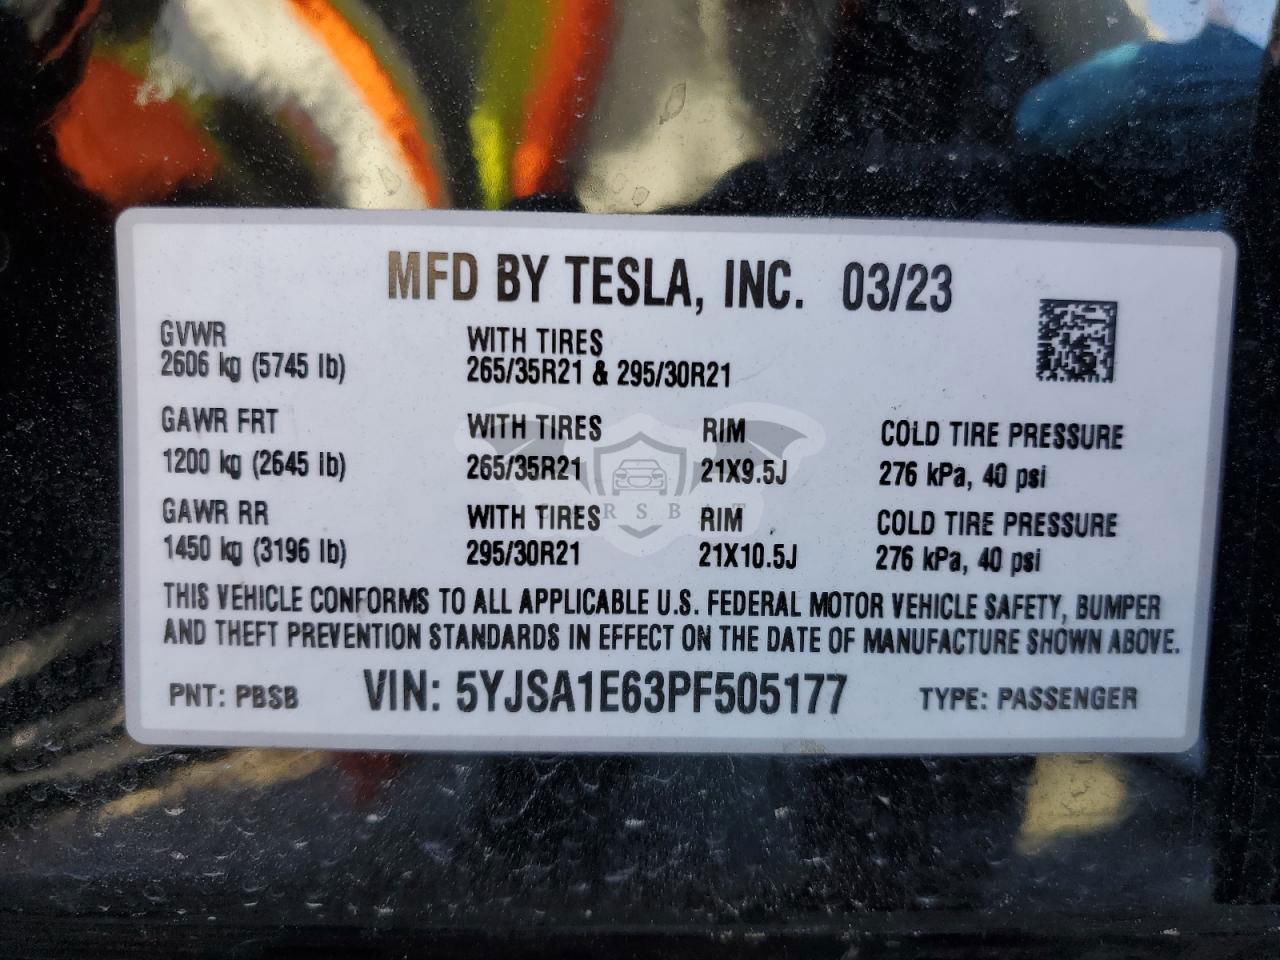 MFD BY TESLA, INC. 03/23
GVWR
2606 kg (5745 lb)
WITH TIRES
265/35R21 & 295/30R21
GAWR FRT
1200 kg (2645 lb)
WITH TIRES
265/35R21
RIM
21X9.5J
COLD TIRE PRESSURE
276 kPa, 40 psi
GAWR RR
1450 kg (3196 lb)
WITH TIRES
295/30R21
RIM
21X10.5J
COLD TIRE PRESSURE
276 kPa, 40 psi
THIS VEHICLE CONFORMS TO ALL APPLICABLE U.S. FEDERAL MOTOR VEHICLE SAFETY, BUMPER
AND THEFT PREVENTION STANDARDS IN EFFECT ON THE DATE OF MANUFACTURE SHOWN ABOVE.
PNT: PBSB VIN: 5YJSA1E63PF505177 TYPE: PASSENGER